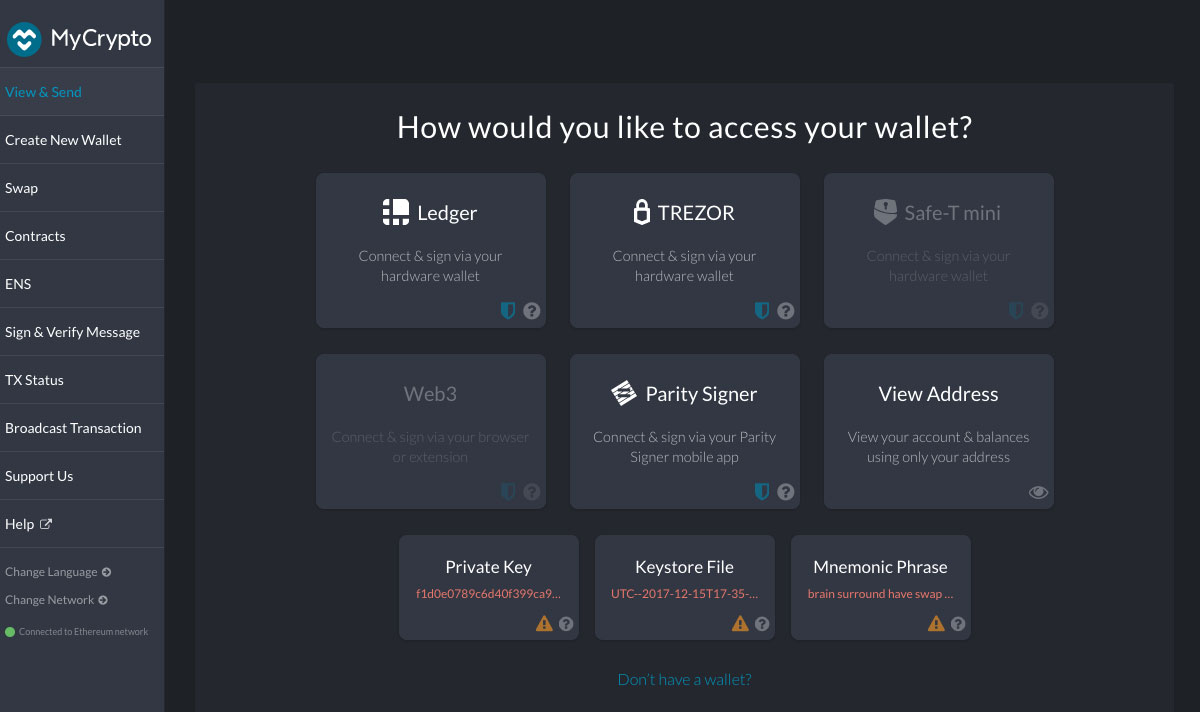 MyCrypto
View & Send
Create New Wallet
Swap
Contracts
ENS
Sign & Verify Message
TX Status
Broadcast Transaction
Support Us
Help
Change Language
Change Network
Connected to Ethereum network
How would you like to access your wallet?
Ledger
Connect & sign via your
hardware wallet
?
TREZOR
Connect & sign via your
hardware wallet
?
Safe-T mini
Connect & sign via your
hardware wallet
?
Web3
Connect & sign via your browser
or extension
?
Parity Signer
Connect & sign via your Parity
Signer mobile app
?
View Address
View your account & balances
using only your address
Private Key
f1d0e0789c6d40f399ca9...
?
Keystore File
UTC--2017-12-15T17-35-...
?
Mnemonic Phrase
brain surround have swap ...
?
Don't have a wallet?